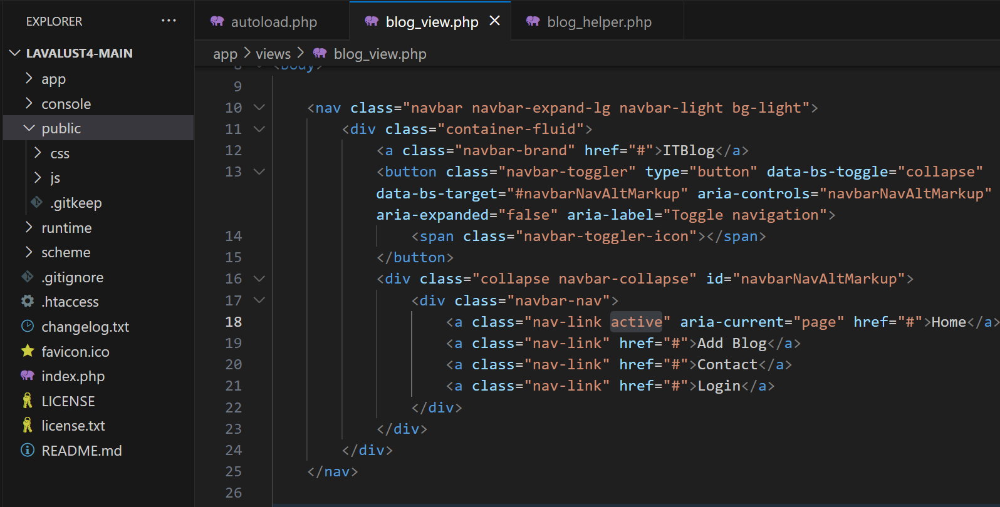 EXPLORER ...
LAVALUST4-MAIN
app
console
public
css
js
.gitkeep
runtime
scheme
.gitignore
.htaccess
changelog.txt
favicon.ico
index.php
LICENSE
license.txt
README.md
autoload.php blog_view.php blog_helper.php
app > views > blog_view.php
8 <body>
9
10 <nav class="navbar navbar-expand-lg navbar-light bg-light">
11 <div class="container-fluid">
12 <a class="navbar-brand" href="#">ITBlog</a>
13 <button class="navbar-toggler" type="button" data-bs-toggle="collapse"
data-bs-target="#navbarNavAltMarkup" aria-controls="navbarNavAltMarkup"
aria-expanded="false" aria-label="Toggle navigation">
14 <span class="navbar-toggler-icon"></span>
15 </button>
16 <div class="collapse navbar-collapse" id="navbarNavAltMarkup">
17 <div class="navbar-nav">
18 <a class="nav-link active" aria-current="page" href="#">Home</a>
19 <a class="nav-link" href="#">Add Blog</a>
20 <a class="nav-link" href="#">Contact</a>
21 <a class="nav-link" href="#">Login</a>
22 </div>
23 </div>
24 </div>
25 </nav>
26